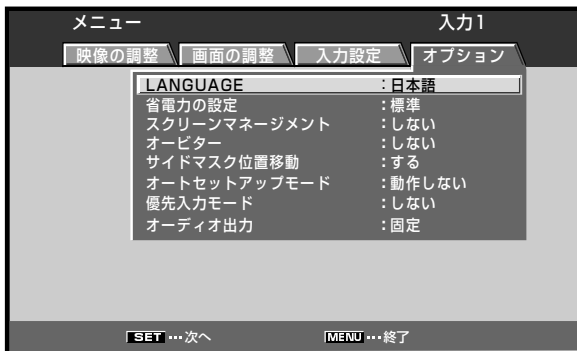 メニュー 入力1
映像の調整 画面の調整 入力設定 オプション
LANGUAGE :日本語
省電力の設定 :標準
スクリーンマネージメント :しない
オービター :しない
サイドマスク位置移動 :する
オートセットアップモード :動作しない
優先入力モード :しない
オーディオ出力 :固定
SET …次へ MENU …終了